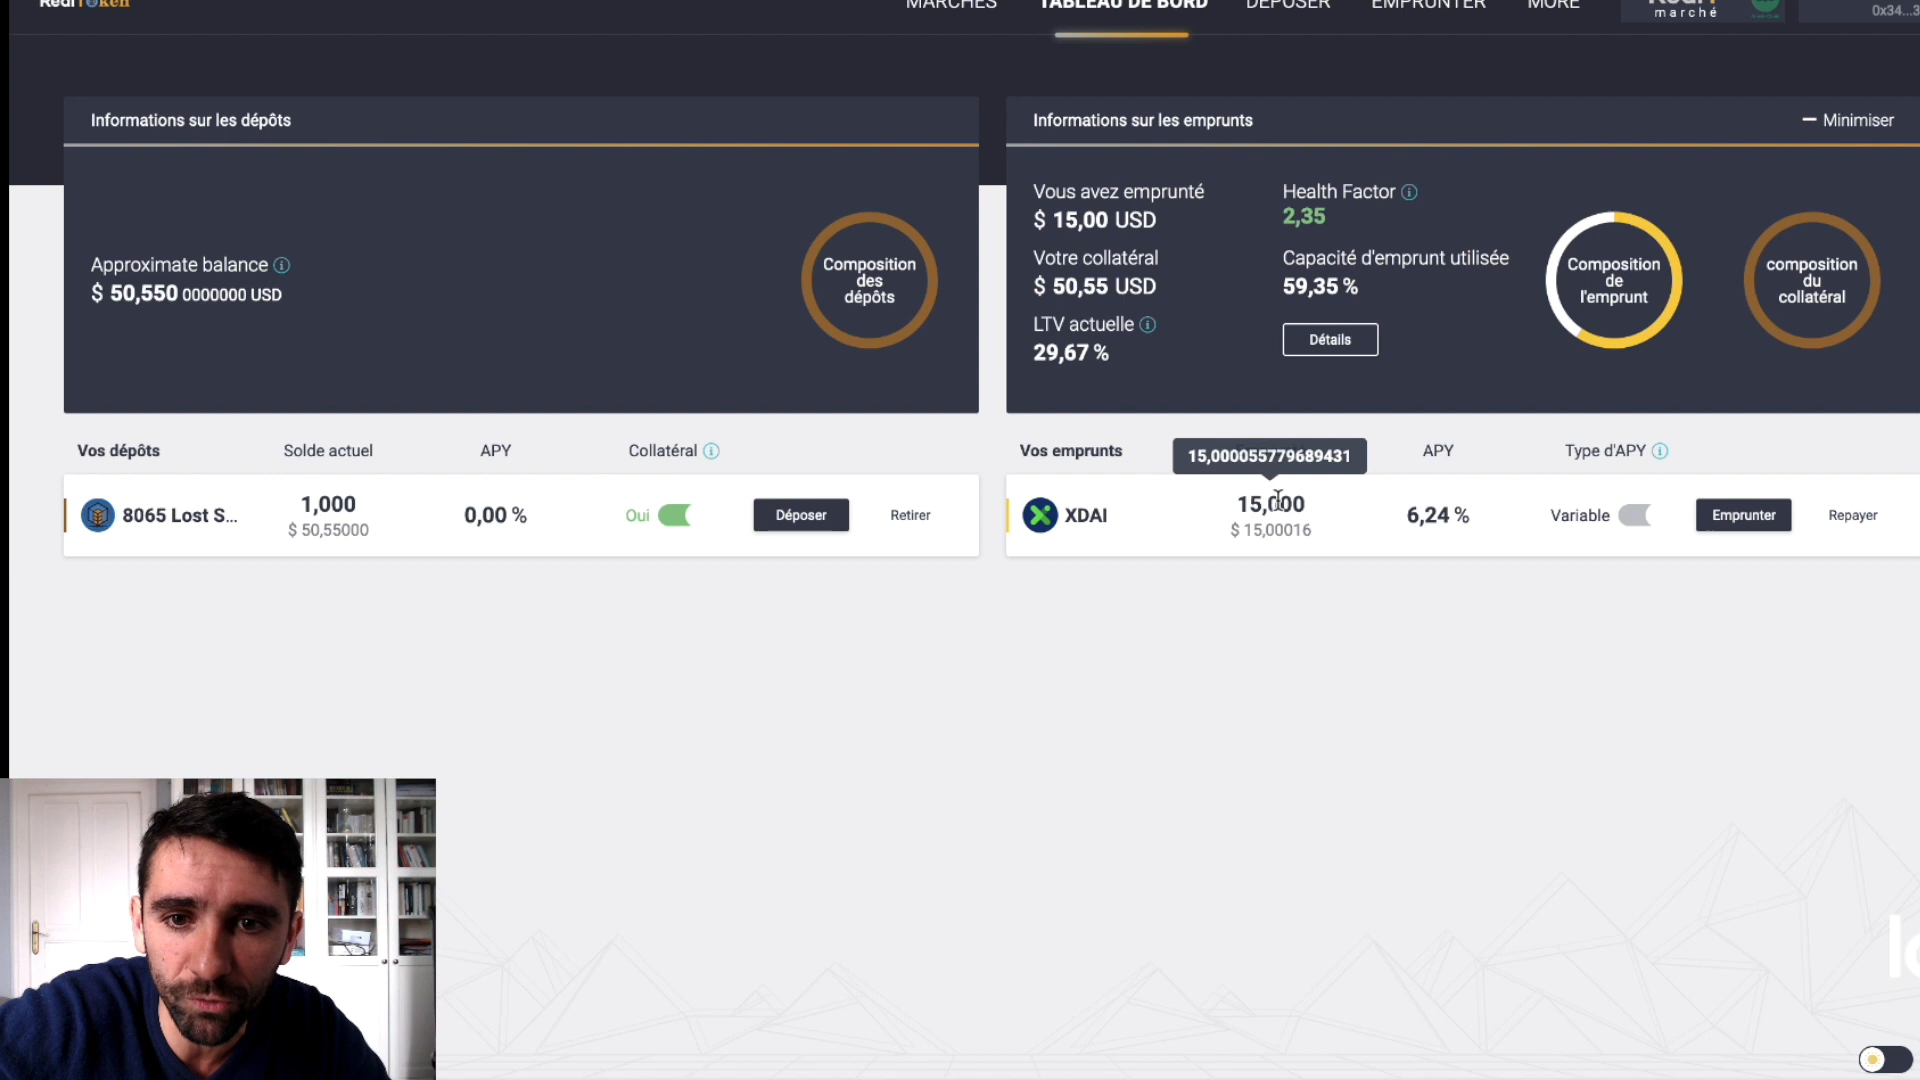 RealToken
MARCHÉS
TABLEAU DE BORD
DÉPOSER
EMPRUNTER
MORE
marché
0x34...3
Informations sur les dépôts
Approximate balance
$ 50,550 0000000 USD
Composition
des
dépôts
Informations sur les emprunts
Minimiser
Vous avez emprunté
$ 15,00 USD
Votre collatéral
$ 50,55 USD
LTV actuelle
29,67 %
Health Factor
2,35
Capacité d'emprunt utilisée
59,35 %
Détails
Composition
de
l'emprunt
composition
du
collatéral
Vos dépôts
Solde actuel
APY
Collatéral
8065 Lost S...
1,000
$ 50,55000
0,00 %
Oui
Déposer
Retirer
Vos emprunts
15,000055779689431
APY
Type d'APY
XDAI
15,000
$ 15,00016
6,24 %
Variable
Emprunter
Repayer